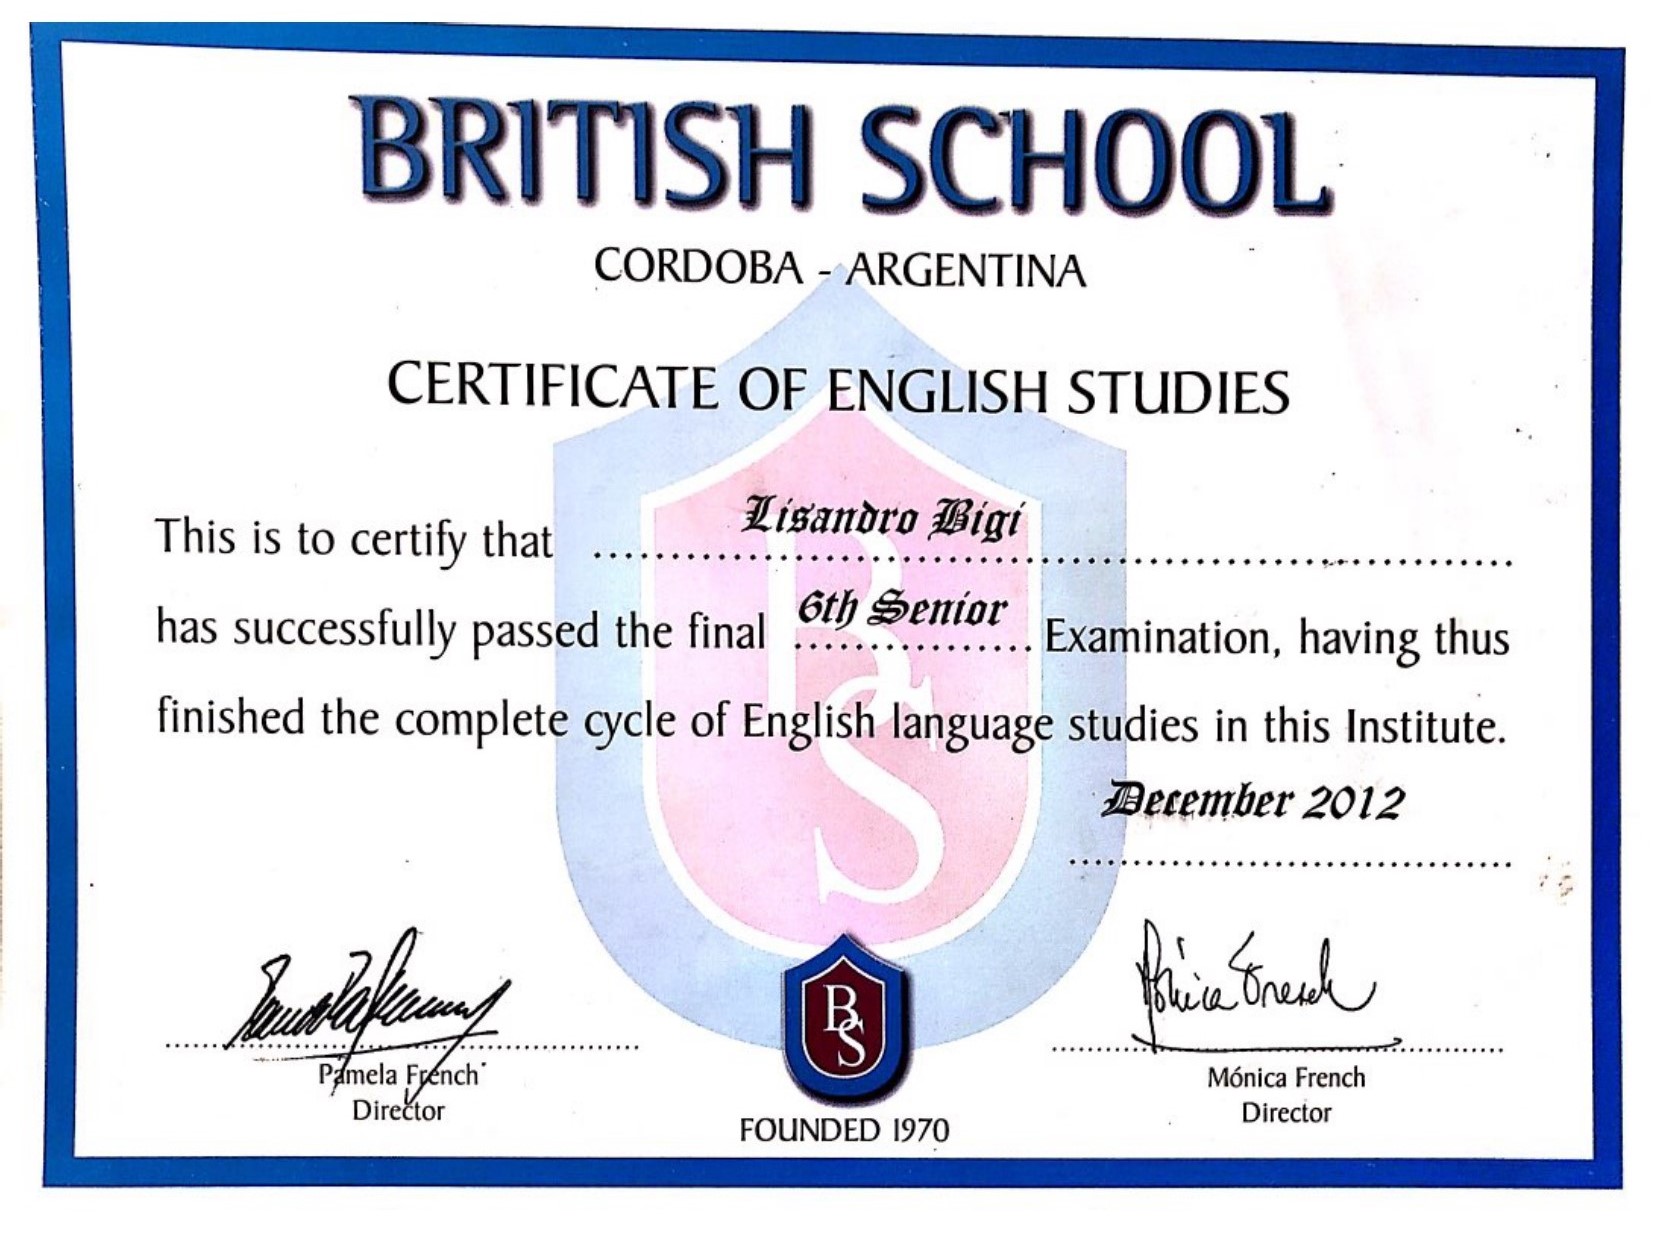 BRITISH SCHOOL
CORDOBA - ARGENTINA
CERTIFICATE OF ENGLISH STUDIES
This is to certify that Lisandro Bigi
has successfully passed the final 6th Senior Examination, having thus
finished the complete cycle of English language studies in this Institute.
December 2012
Mónica French
Pamela French
Director
Mónica French
Director
BS
FOUNDED 1970